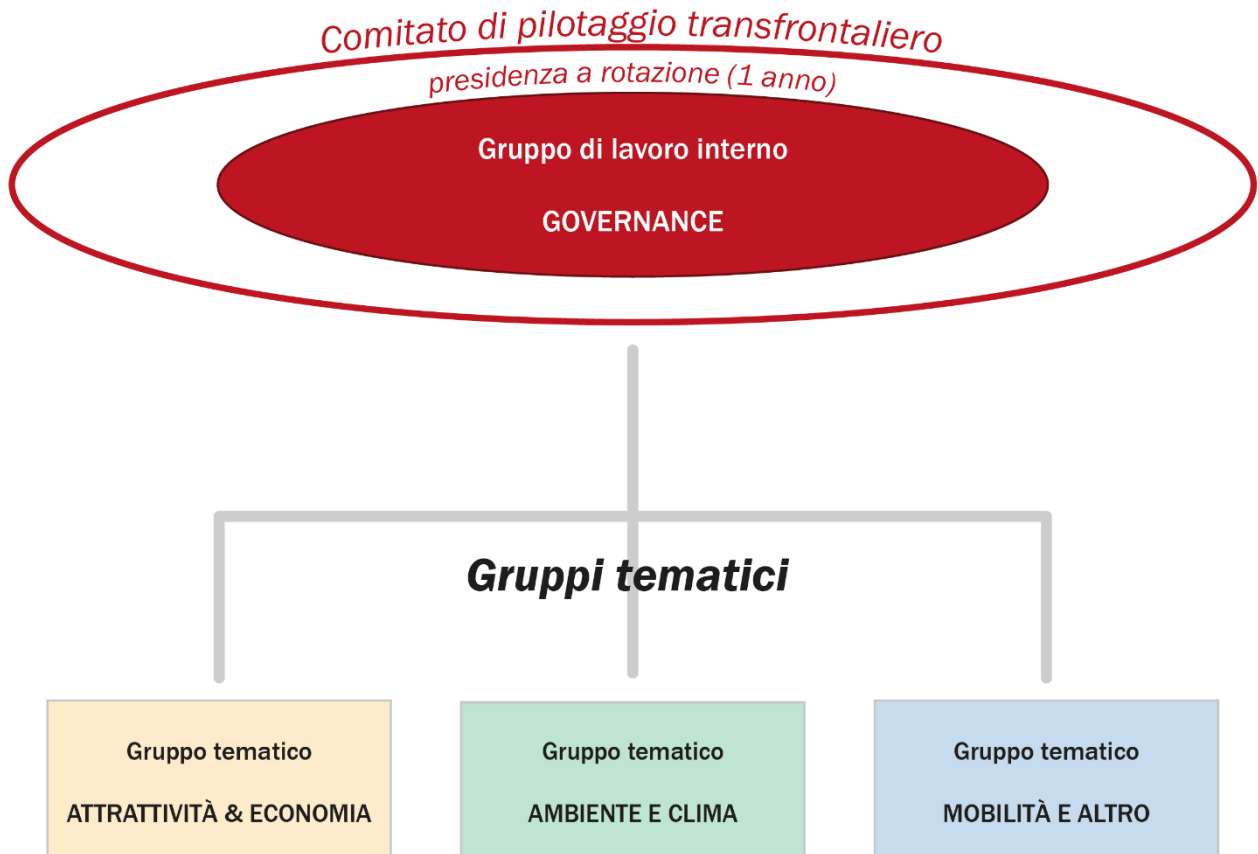 Comitato di pilotaggio transfrontaliero
presidenza a rotazione (1 anno)
Gruppo di lavoro interno
GOVERNANCE
Gruppi tematici
Gruppo tematico
ATTRATTIVITÀ & ECONOMIA
Gruppo tematico
AMBIENTE E CLIMA
Gruppo tematico
MOBILITÀ E ALTRO